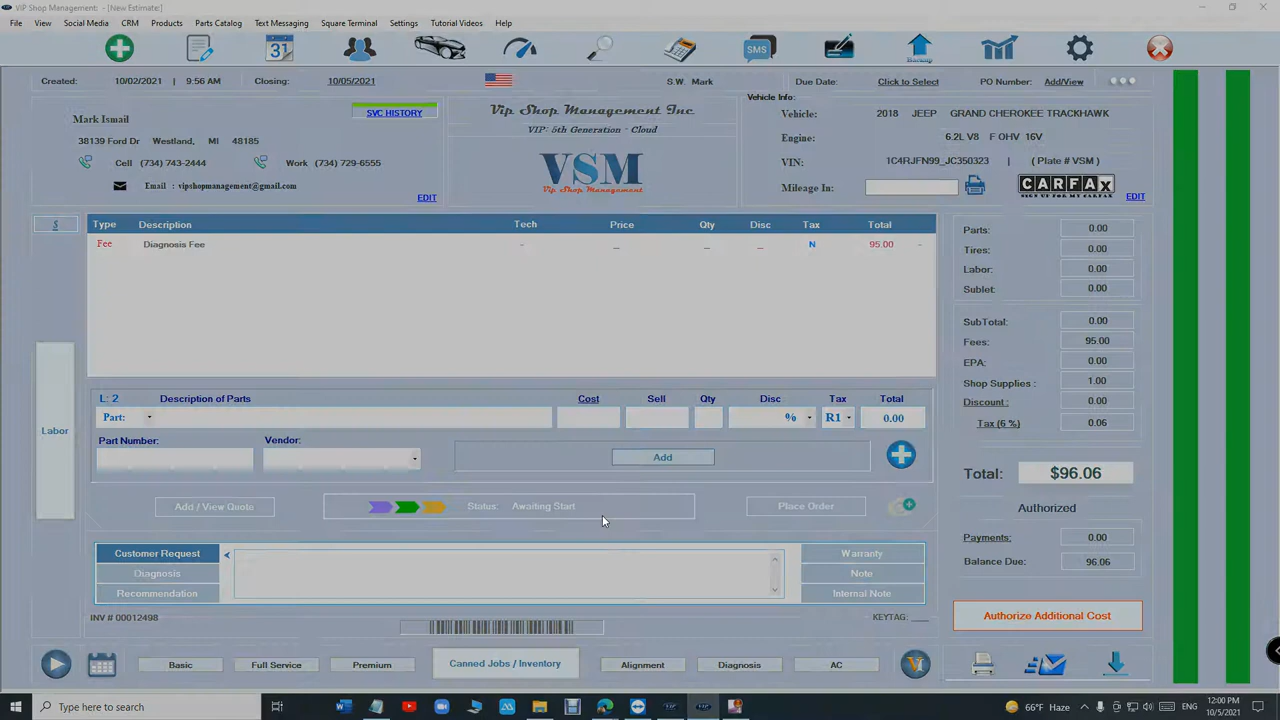 VIP Shop Management: - [New Estimate:]
File View Social Media CRM Products Parts Catalog Text Messaging Square Terminal Settings Tutorial Videos Help
31 SMS Backup
Created: 10/02/2021 | 9:56 AM Closing: 10/05/2021 S.W. Mark Due Date: Click to Select PO Number: Add/View
Mark Ismail
SVC HISTORY
38139 Ford Dr Westland, MI 48185
Cell (734) 743-2444 Work (734) 729-6555
Email : vipshopmanagement@gmail.com
EDIT
Vip Shop Management Inc
VIP: 5th Generation - Cloud
VSM
Vip Shop Management
Vehicle Info:
Vehicle: 2018 JEEP GRAND CHEROKEE TRACKHAWK
Engine: 6.2L V8 F OHV 16V
VIN: 1C4RJFN99_JC350323 | ( Plate # VSM )
Mileage In: CARFAX
SIGN UP FOR MY CARFAX
EDIT
$
Type Description Tech Price Qty Disc Tax Total
Fee Diagnosis Fee - _ _ _ N 95.00 -
Labor
L: 2 Description of Parts Cost Sell Qty Disc Tax Total
Part: % R1 0.00
Part Number: Vendor:
Add
Add / View Quote Status: Awaiting Start Place Order
Customer Request Warranty
Diagnosis Note
Recommendation Internal Note
INV # 00012498 KEYTAG: ___
Parts: 0.00
Tires: 0.00
Labor: 0.00
Sublet: 0.00
SubTotal: 0.00
Fees: 95.00
EPA: 0.00
Shop Supplies : 1.00
Discount : 0.00
Tax (6 %) 0.06
Total: $96.06
Authorized
Payments: 0.00
Balance Due: 96.06
Authorize Additional Cost
Basic Full Service Premium Canned Jobs / Inventory Alignment Diagnosis AC V
Type here to search 66°F Haze 12:00 PM
10/5/2021